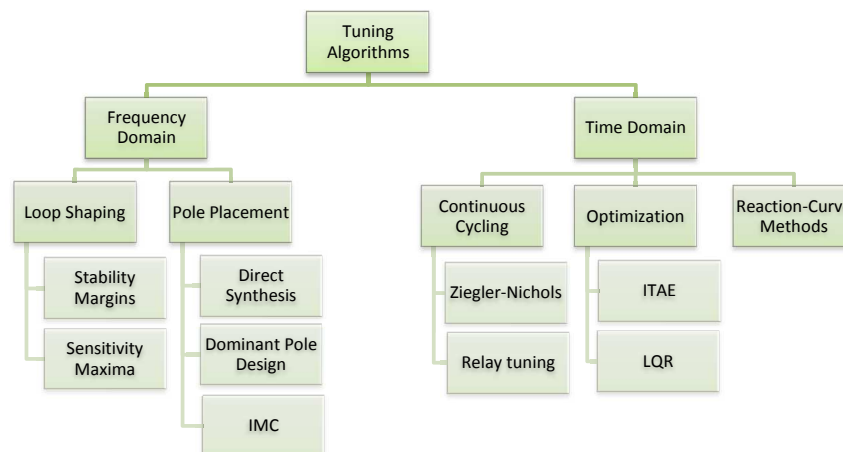 Tuning
Algorithms
Frequency
Domain
Time Domain
Loop Shaping
Pole Placement
Continuous
Cycling
Optimization
Reaction-Curv
Methods
Stability
Margins
Direct
Synthesis
Ziegler-Nichols
ITAE
Sensitivity
Maxima
Dominant Pole
Design
Relay tuning
LQR
IMC